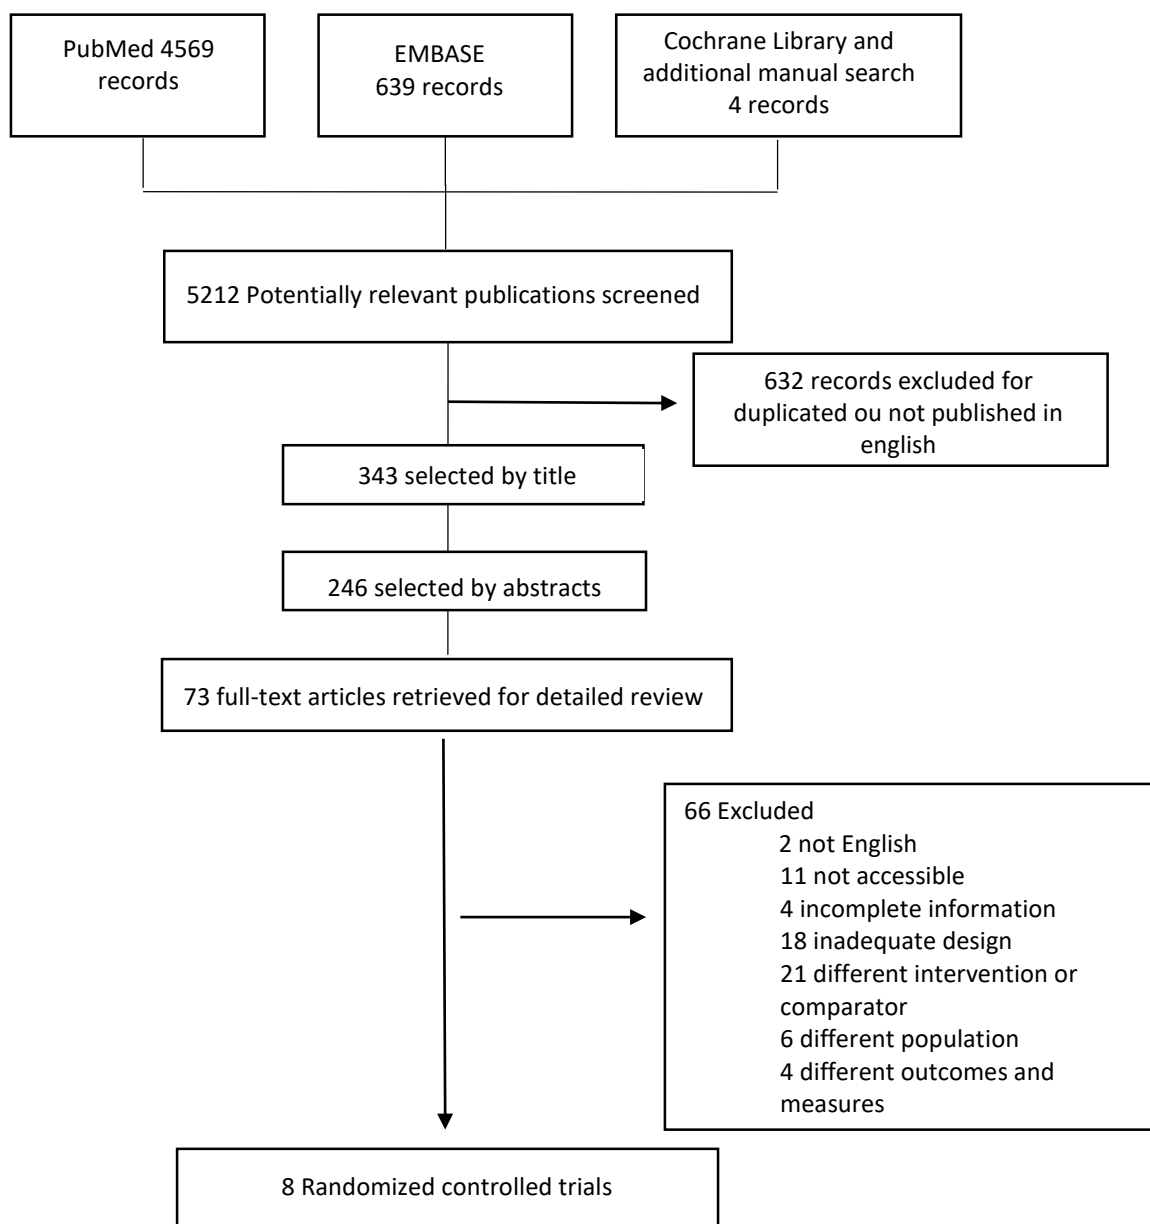 PubMed 4569
records
EMBASE
639 records
Cochrane Library and
additional manual search
4 records
5212 Potentially relevant publications screened
632 records excluded for
duplicated ou not published in
english
343 selected by title
246 selected by abstracts
73 full-text articles retrieved for detailed review
66 Excluded
2 not English
11 not accessible
4 incomplete information
18 inadequate design
21 different intervention or
comparator
6 different population
4 different outcomes and
measures
8 Randomized controlled trials